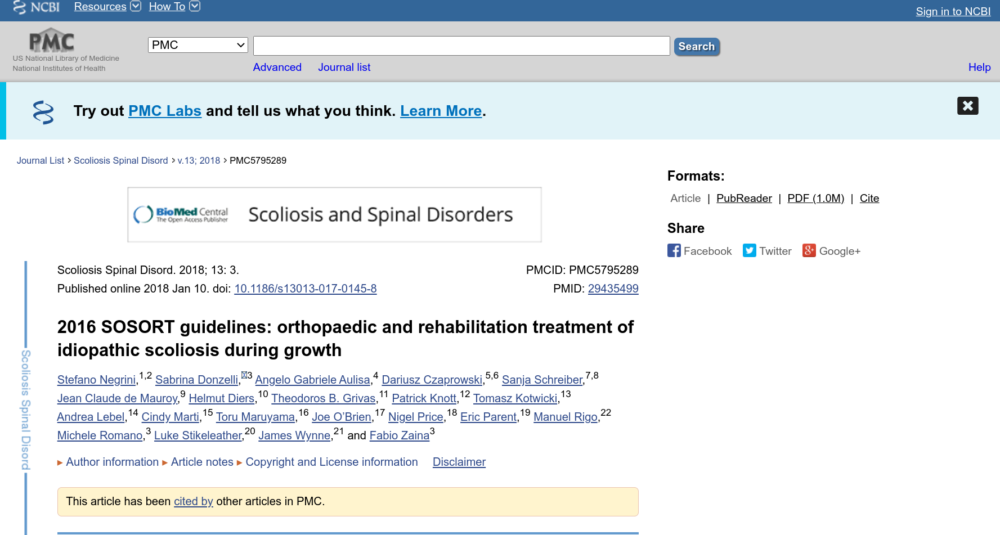 NCBI Resources How To
Sign in to NCBI
PMC
US National Library of Medicine
National Institutes of Health
PMC
Search
Advanced Journal list
Help
Try out PMC Labs and tell us what you think. Learn More.
Journal List > Scoliosis Spinal Disord > v.13; 2018 > PMC5795289
BioMed Central
The Open Access Publisher
Scoliosis and Spinal Disorders
Scoliosis Spinal Disord
Scoliosis Spinal Disord. 2018; 13: 3.
PMCID: PMC5795289
Published online 2018 Jan 10. doi: 10.1186/s13013-017-0145-8
PMID: 29435499
2016 SOSORT guidelines: orthopaedic and rehabilitation treatment of
idiopathic scoliosis during growth
Stefano Negrini,1,2 Sabrina Donzelli,3 Angelo Gabriele Aulisa,4 Dariusz Czaprowski,5,6 Sanja Schreiber,7,8
Jean Claude de Mauroy,9 Helmut Diers,10 Theodoros B. Grivas,11 Patrick Knott,12 Tomasz Kotwicki,13
Andrea Lebel,14 Cindy Marti,15 Toru Maruyama,16 Joe O’Brien,17 Nigel Price,18 Eric Parent,19 Manuel Rigo,22
Michele Romano,3 Luke Stikeleather,20 James Wynne,21 and Fabio Zaina3
▸ Author information ▸ Article notes ▸ Copyright and License information Disclaimer
This article has been cited by other articles in PMC.
Formats:
Article | PubReader | PDF (1.0M) | Cite
Share
Facebook Twitter Google+